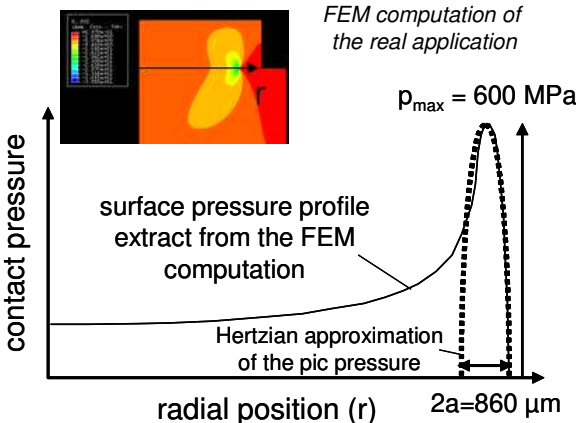 FEM computation of
the real application
r
pmax = 600 MPa
contact pressure
surface pressure profile
extract from the FEM
computation
Hertzian approximation
of the pic pressure
radial position (r)
2a=860 µm